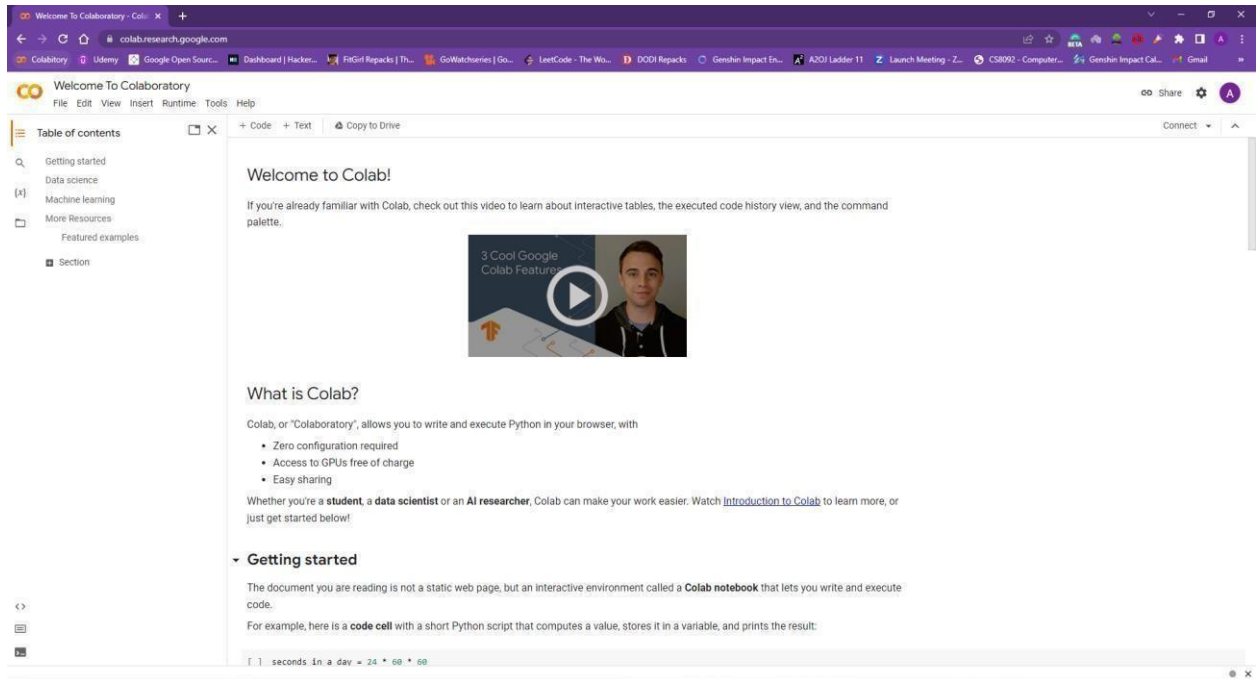 Welcome To Colaboratory - Cola
colab.research.google.com
Colabitory Udemy Google Open Sourc... Dashboard | Hacker... FitGirl Repacks | Th... GoWatchseries | Go... LeetCode - The Wo... DODI Repacks Genshin Impact En... A2OJ Ladder 11 Launch Meeting - Z... CS8092 - Computer... Genshin Impact Cal... Gmail
Welcome To Colaboratory
File Edit View Insert Runtime Tools Help
Share
A
Table of contents
+ Code + Text Copy to Drive
Connect
Getting started
Data science
Machine learning
More Resources
Featured examples
Section
Welcome to Colab!
If you're already familiar with Colab, check out this video to learn about interactive tables, the executed code history view, and the command
palette.
3 Cool Google
Colab Features
What is Colab?
Colab, or "Colaboratory", allows you to write and execute Python in your browser, with
• Zero configuration required
• Access to GPUs free of charge
• Easy sharing
Whether you're a student, a data scientist or an AI researcher, Colab can make your work easier. Watch Introduction to Colab to learn more, or
just get started below!
Getting started
The document you are reading is not a static web page, but an interactive environment called a Colab notebook that lets you write and execute
code.
For example, here is a code cell with a short Python script that computes a value, stores it in a variable, and prints the result:
[ ] seconds in a day = 24 * 60 * 60